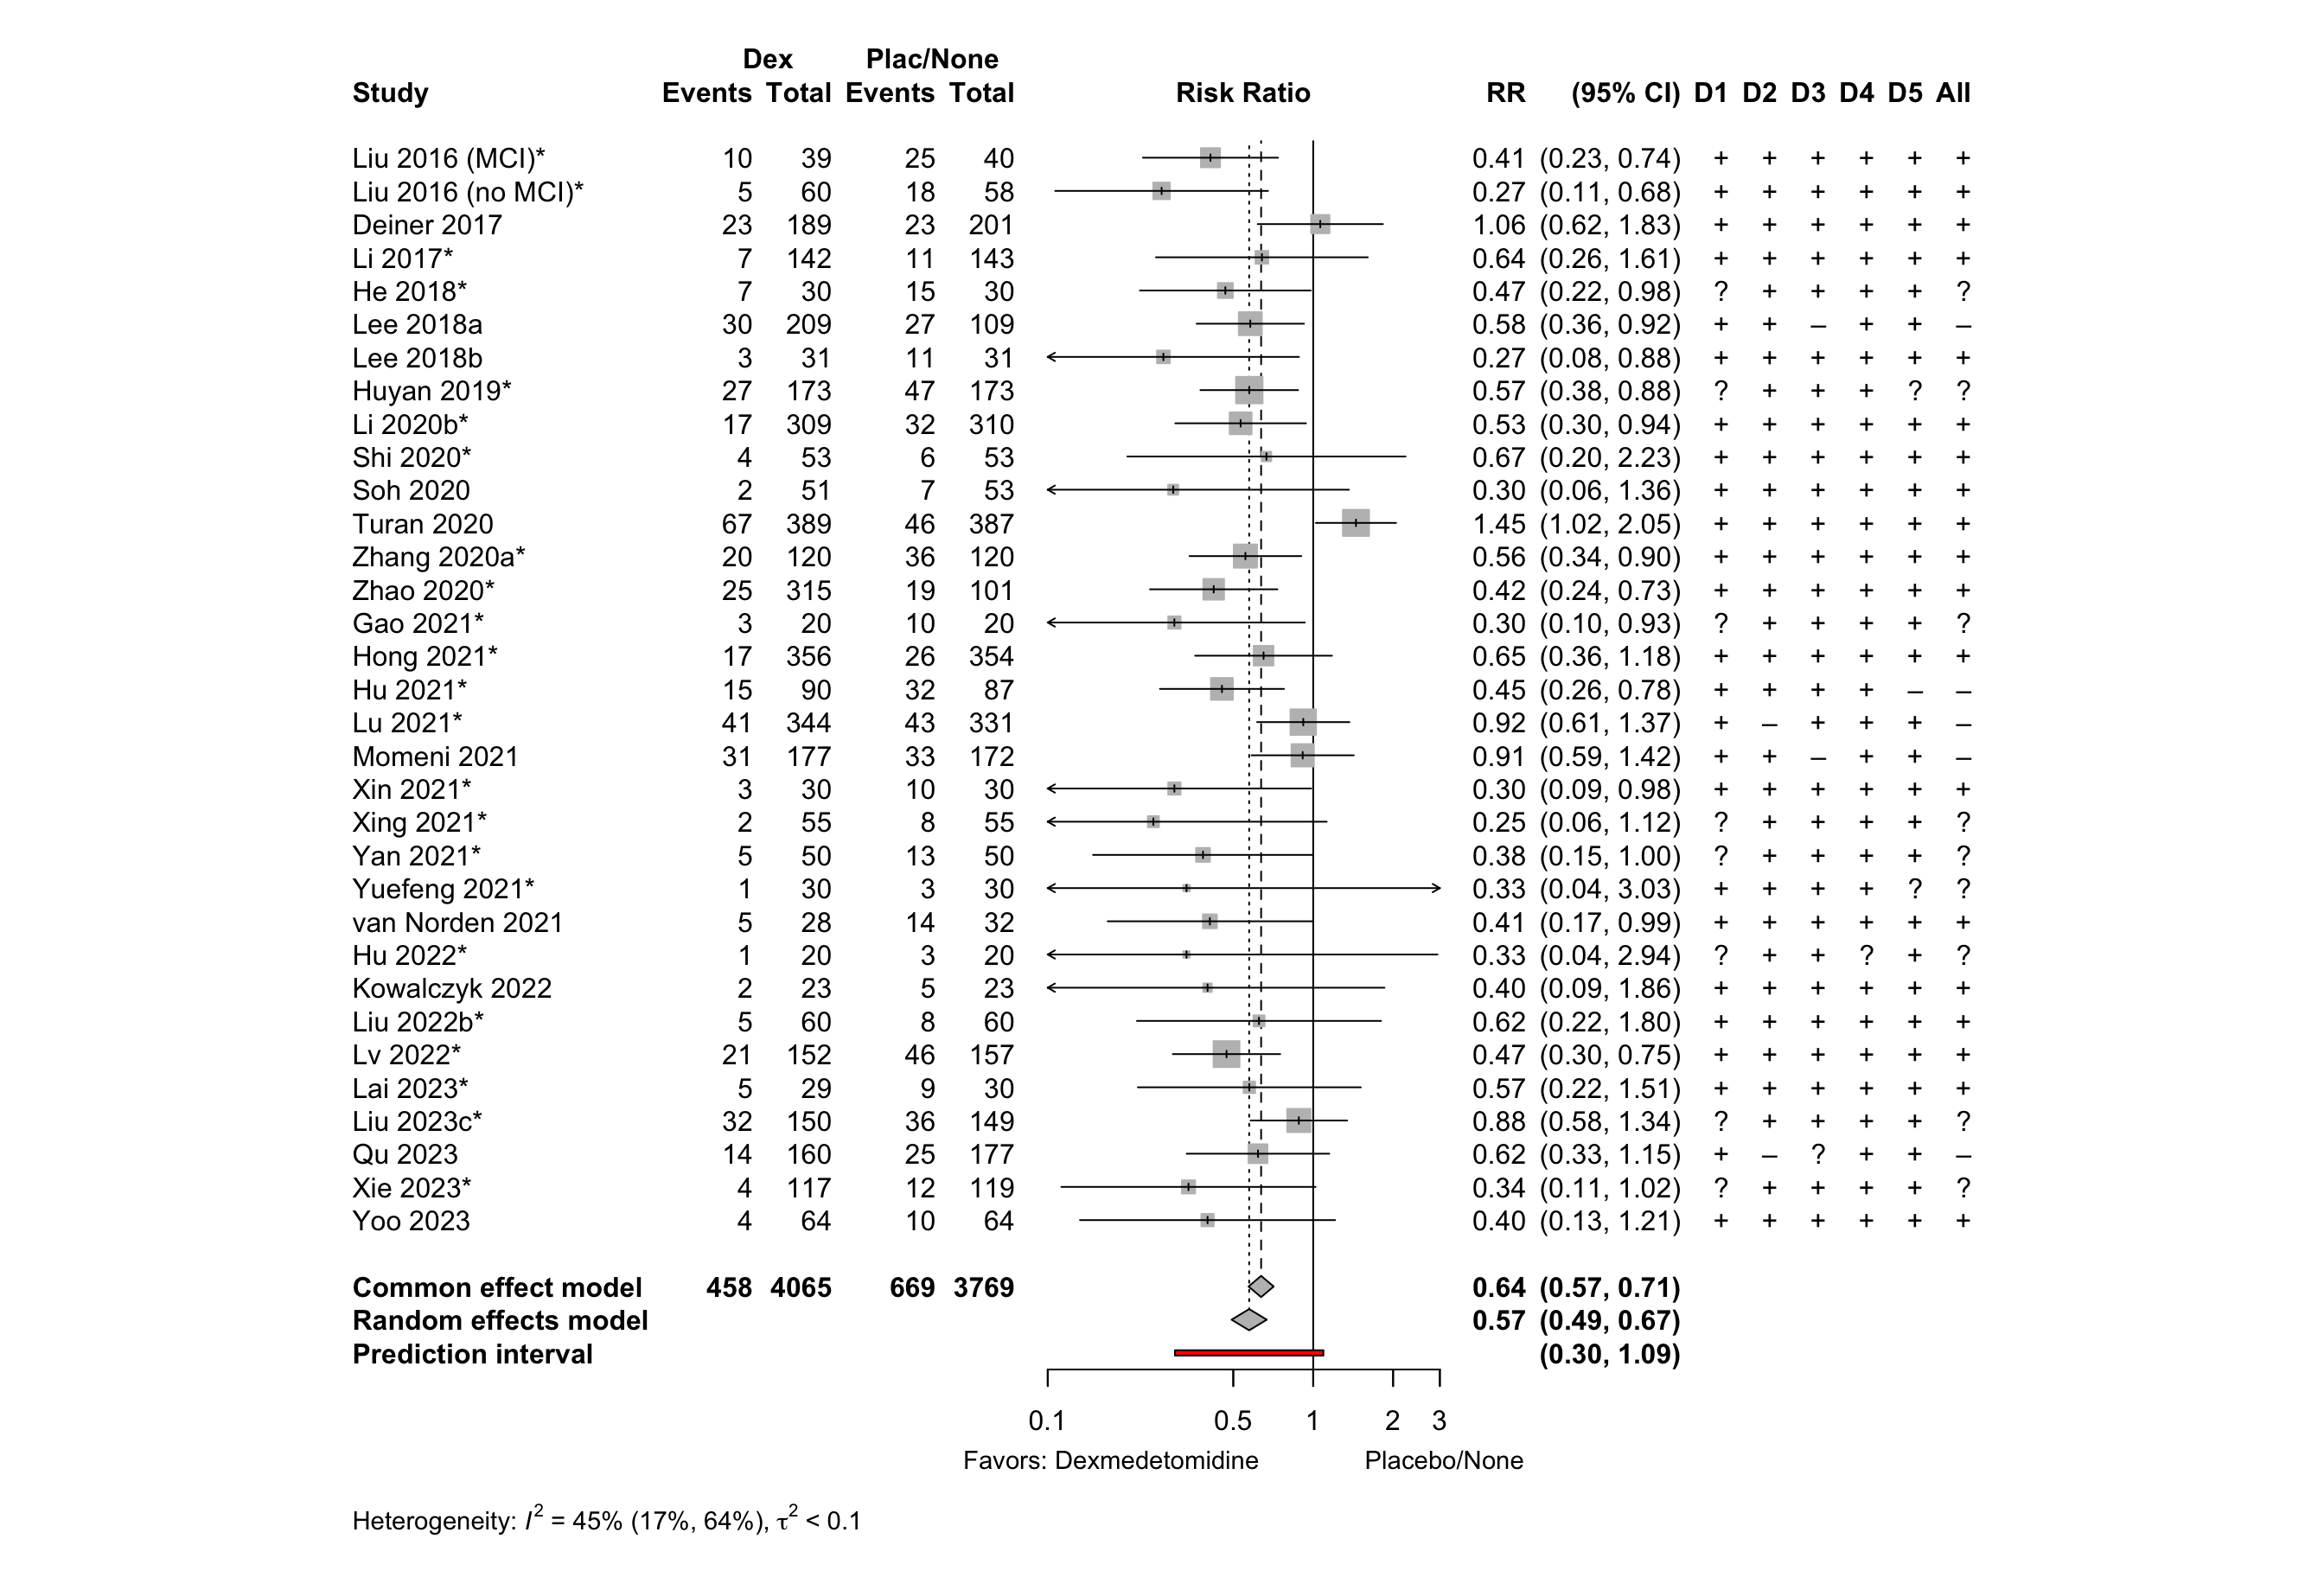 Dex Plac/None
Study Events Total Events Total Risk Ratio RR (95% CI) D1 D2 D3 D4 D5 All
Liu 2016 (MCI)* 10 39 25 40 0.41 (0.23, 0.74) + + + + + +
Liu 2016 (no MCI)* 5 60 18 58 0.27 (0.11, 0.68) + + + + + +
Deiner 2017 23 189 23 201 1.06 (0.62, 1.83) + + + + + +
Li 2017* 7 142 11 143 0.64 (0.26, 1.61) + + + + + +
He 2018* 7 30 15 30 0.47 (0.22, 0.98) ? + + + + ?
Lee 2018a 30 209 27 109 0.58 (0.36, 0.92) + + – + + –
Lee 2018b 3 31 11 31 0.27 (0.08, 0.88) + + + + + +
Huyan 2019* 27 173 47 173 0.57 (0.38, 0.88) ? + + + ? ?
Li 2020b* 17 309 32 310 0.53 (0.30, 0.94) + + + + + +
Shi 2020* 4 53 6 53 0.67 (0.20, 2.23) + + + + + +
Soh 2020 2 51 7 53 0.30 (0.06, 1.36) + + + + + +
Turan 2020 67 389 46 387 1.45 (1.02, 2.05) + + + + + +
Zhang 2020a* 20 120 36 120 0.56 (0.34, 0.90) + + + + + +
Zhao 2020* 25 315 19 101 0.42 (0.24, 0.73) + + + + + +
Gao 2021* 3 20 10 20 0.30 (0.10, 0.93) ? + + + + ?
Hong 2021* 17 356 26 354 0.65 (0.36, 1.18) + + + + + +
Hu 2021* 15 90 32 87 0.45 (0.26, 0.78) + + + + – –
Lu 2021* 41 344 43 331 0.92 (0.61, 1.37) + – + + + –
Momeni 2021 31 177 33 172 0.91 (0.59, 1.42) + + – + + –
Xin 2021* 3 30 10 30 0.30 (0.09, 0.98) + + + + + +
Xing 2021* 2 55 8 55 0.25 (0.06, 1.12) ? + + + + ?
Yan 2021* 5 50 13 50 0.38 (0.15, 1.00) ? + + + + ?
Yuefeng 2021* 1 30 3 30 0.33 (0.04, 3.03) + + + + ? ?
van Norden 2021 5 28 14 32 0.41 (0.17, 0.99) + + + + + +
Hu 2022* 1 20 3 20 0.33 (0.04, 2.94) ? + + ? + ?
Kowalczyk 2022 2 23 5 23 0.40 (0.09, 1.86) + + + + + +
Liu 2022b* 5 60 8 60 0.62 (0.22, 1.80) + + + + + +
Lv 2022* 21 152 46 157 0.47 (0.30, 0.75) + + + + + +
Lai 2023* 5 29 9 30 0.57 (0.22, 1.51) + + + + + +
Liu 2023c* 32 150 36 149 0.88 (0.58, 1.34) ? + + + + ?
Qu 2023 14 160 25 177 0.62 (0.33, 1.15) + – ? + + –
Xie 2023* 4 117 12 119 0.34 (0.11, 1.02) ? + + + + ?
Yoo 2023 4 64 10 64 0.40 (0.13, 1.21) + + + + + +
Common effect model 458 4065 669 3769 0.64 (0.57, 0.71)
Random effects model 0.57 (0.49, 0.67)
Prediction interval (0.30, 1.09)
0.1 0.5 1 2 3
Favors: Dexmedetomidine Placebo/None
Heterogeneity: I² = 45% (17%, 64%), τ² < 0.1